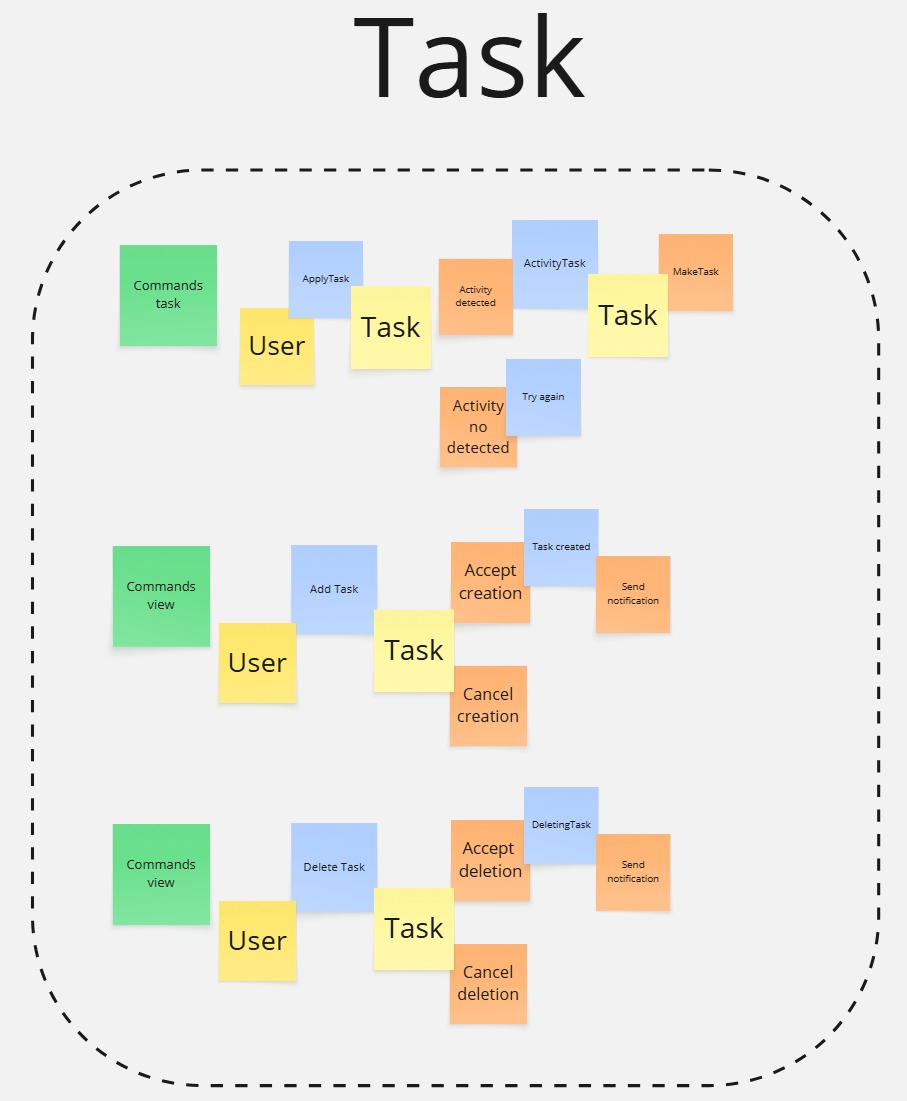 Task
Commands
task
User
ApplyTask
Task
Activity
detected
ActivityTask
Task
MakeTask
Activity
no
detected
Try again
Commands
view
User
Add Task
Task
Accept
creation
Task created
Send
notification
Cancel
creation
Commands
view
User
Delete Task
Task
Accept
deletion
DeletingTask
Send
notification
Cancel
deletion